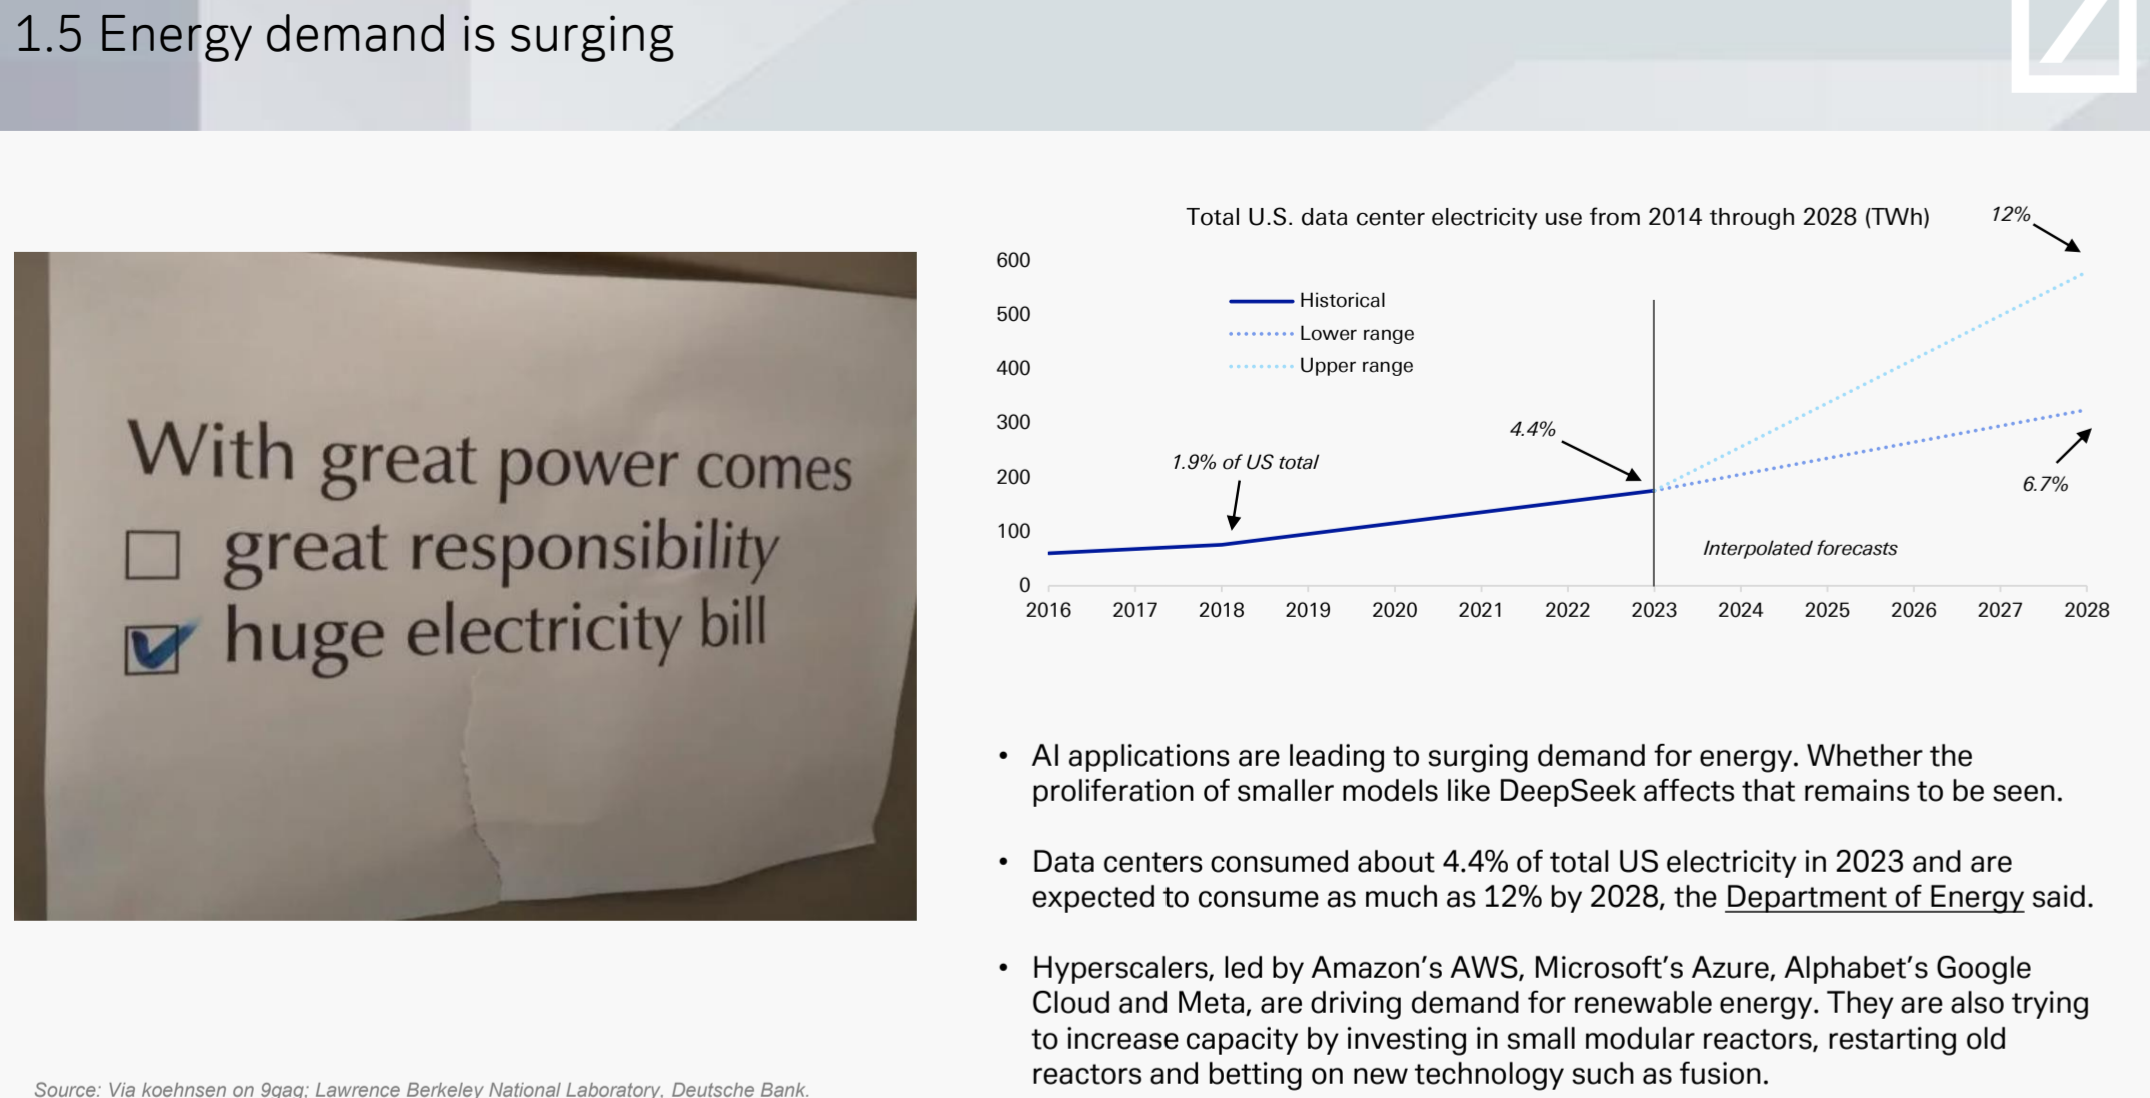 1.5 Energy demand is surging
With great power comes
great responsibility
huge electricity bill
Total U.S. data center electricity use from 2014 through 2028 (TWh)
12%
600
500
400
300
200
100
0
Historical
Lower range
Upper range
1.9% of US total
4.4%
6.7%
Interpolated forecasts
2016 2017 2018 2019 2020 2021 2022 2023 2024 2025 2026 2027 2028
• AI applications are leading to surging demand for energy. Whether the
proliferation of smaller models like DeepSeek affects that remains to be seen.
• Data centers consumed about 4.4% of total US electricity in 2023 and are
expected to consume as much as 12% by 2028, the Department of Energy said.
• Hyperscalers, led by Amazon's AWS, Microsoft's Azure, Alphabet's Google
Cloud and Meta, are driving demand for renewable energy. They are also trying
to increase capacity by investing in small modular reactors, restarting old
reactors and betting on new technology such as fusion.
Source: Via koehnsen on 9gag; Lawrence Berkeley National Laboratory, Deutsche Bank.